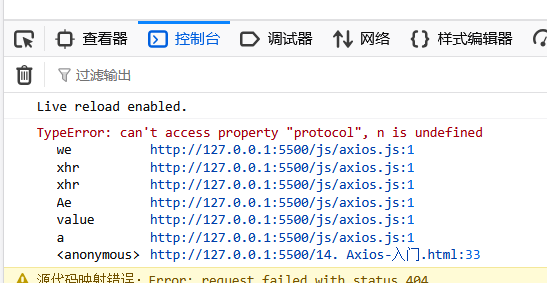 查看器 控制台 调试器 网络 样式编辑器
过滤输出
Live reload enabled.
TypeError: can't access property "protocol", n is undefined
we http://127.0.0.1:5500/js/axios.js:1
xhr http://127.0.0.1:5500/js/axios.js:1
xhr http://127.0.0.1:5500/js/axios.js:1
Ae http://127.0.0.1:5500/js/axios.js:1
value http://127.0.0.1:5500/js/axios.js:1
a http://127.0.0.1:5500/js/axios.js:1
<anonymous> http://127.0.0.1:5500/14. Axios-入门.html:33
源代码映射错误: Error: request failed with status 404